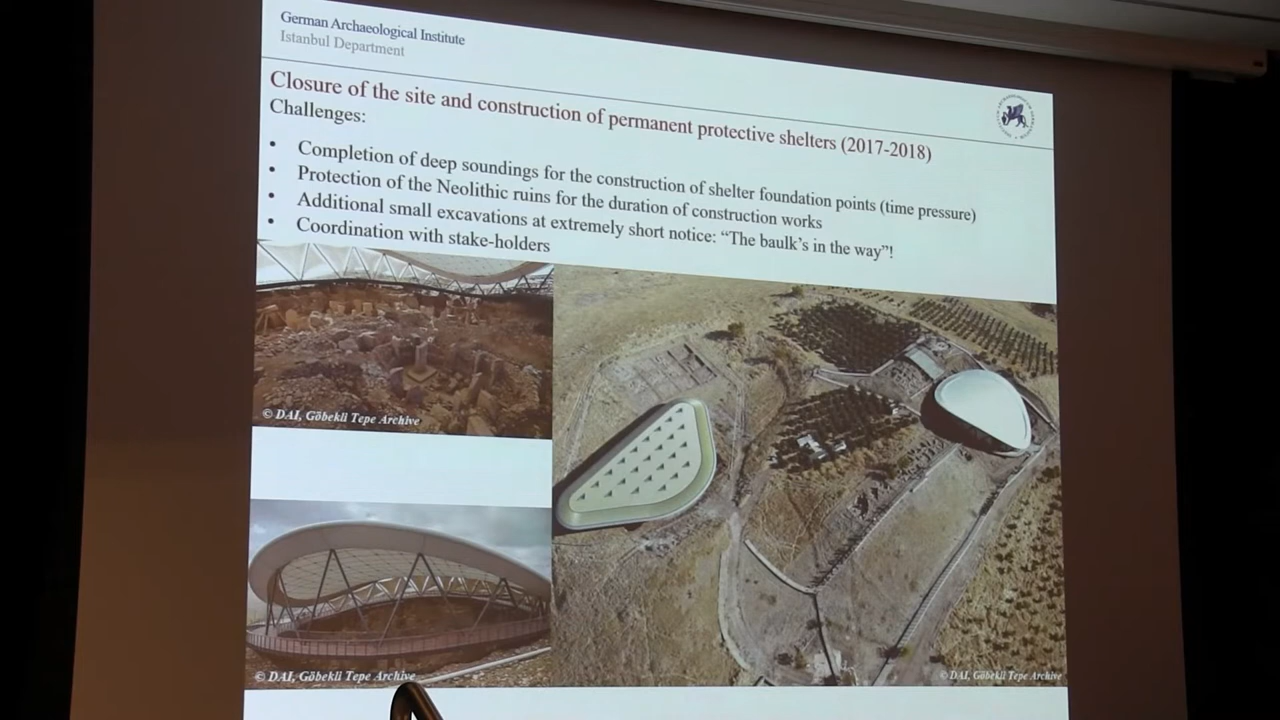 German Archaeological Institute
Istanbul Department
Closure of the site and construction of permanent protective shelters (2017-2018)
Challenges:
• Completion of deep soundings for the construction of shelter foundation points (time pressure)
• Protection of the Neolithic ruins for the duration of construction works
• Additional small excavations at extremely short notice: “The baulk’s in the way”!
• Coordination with stake-holders
© DAI, Göbekli Tepe Archive
© DAI, Göbekli Tepe Archive
© DAI, Göbekli Tepe Archive